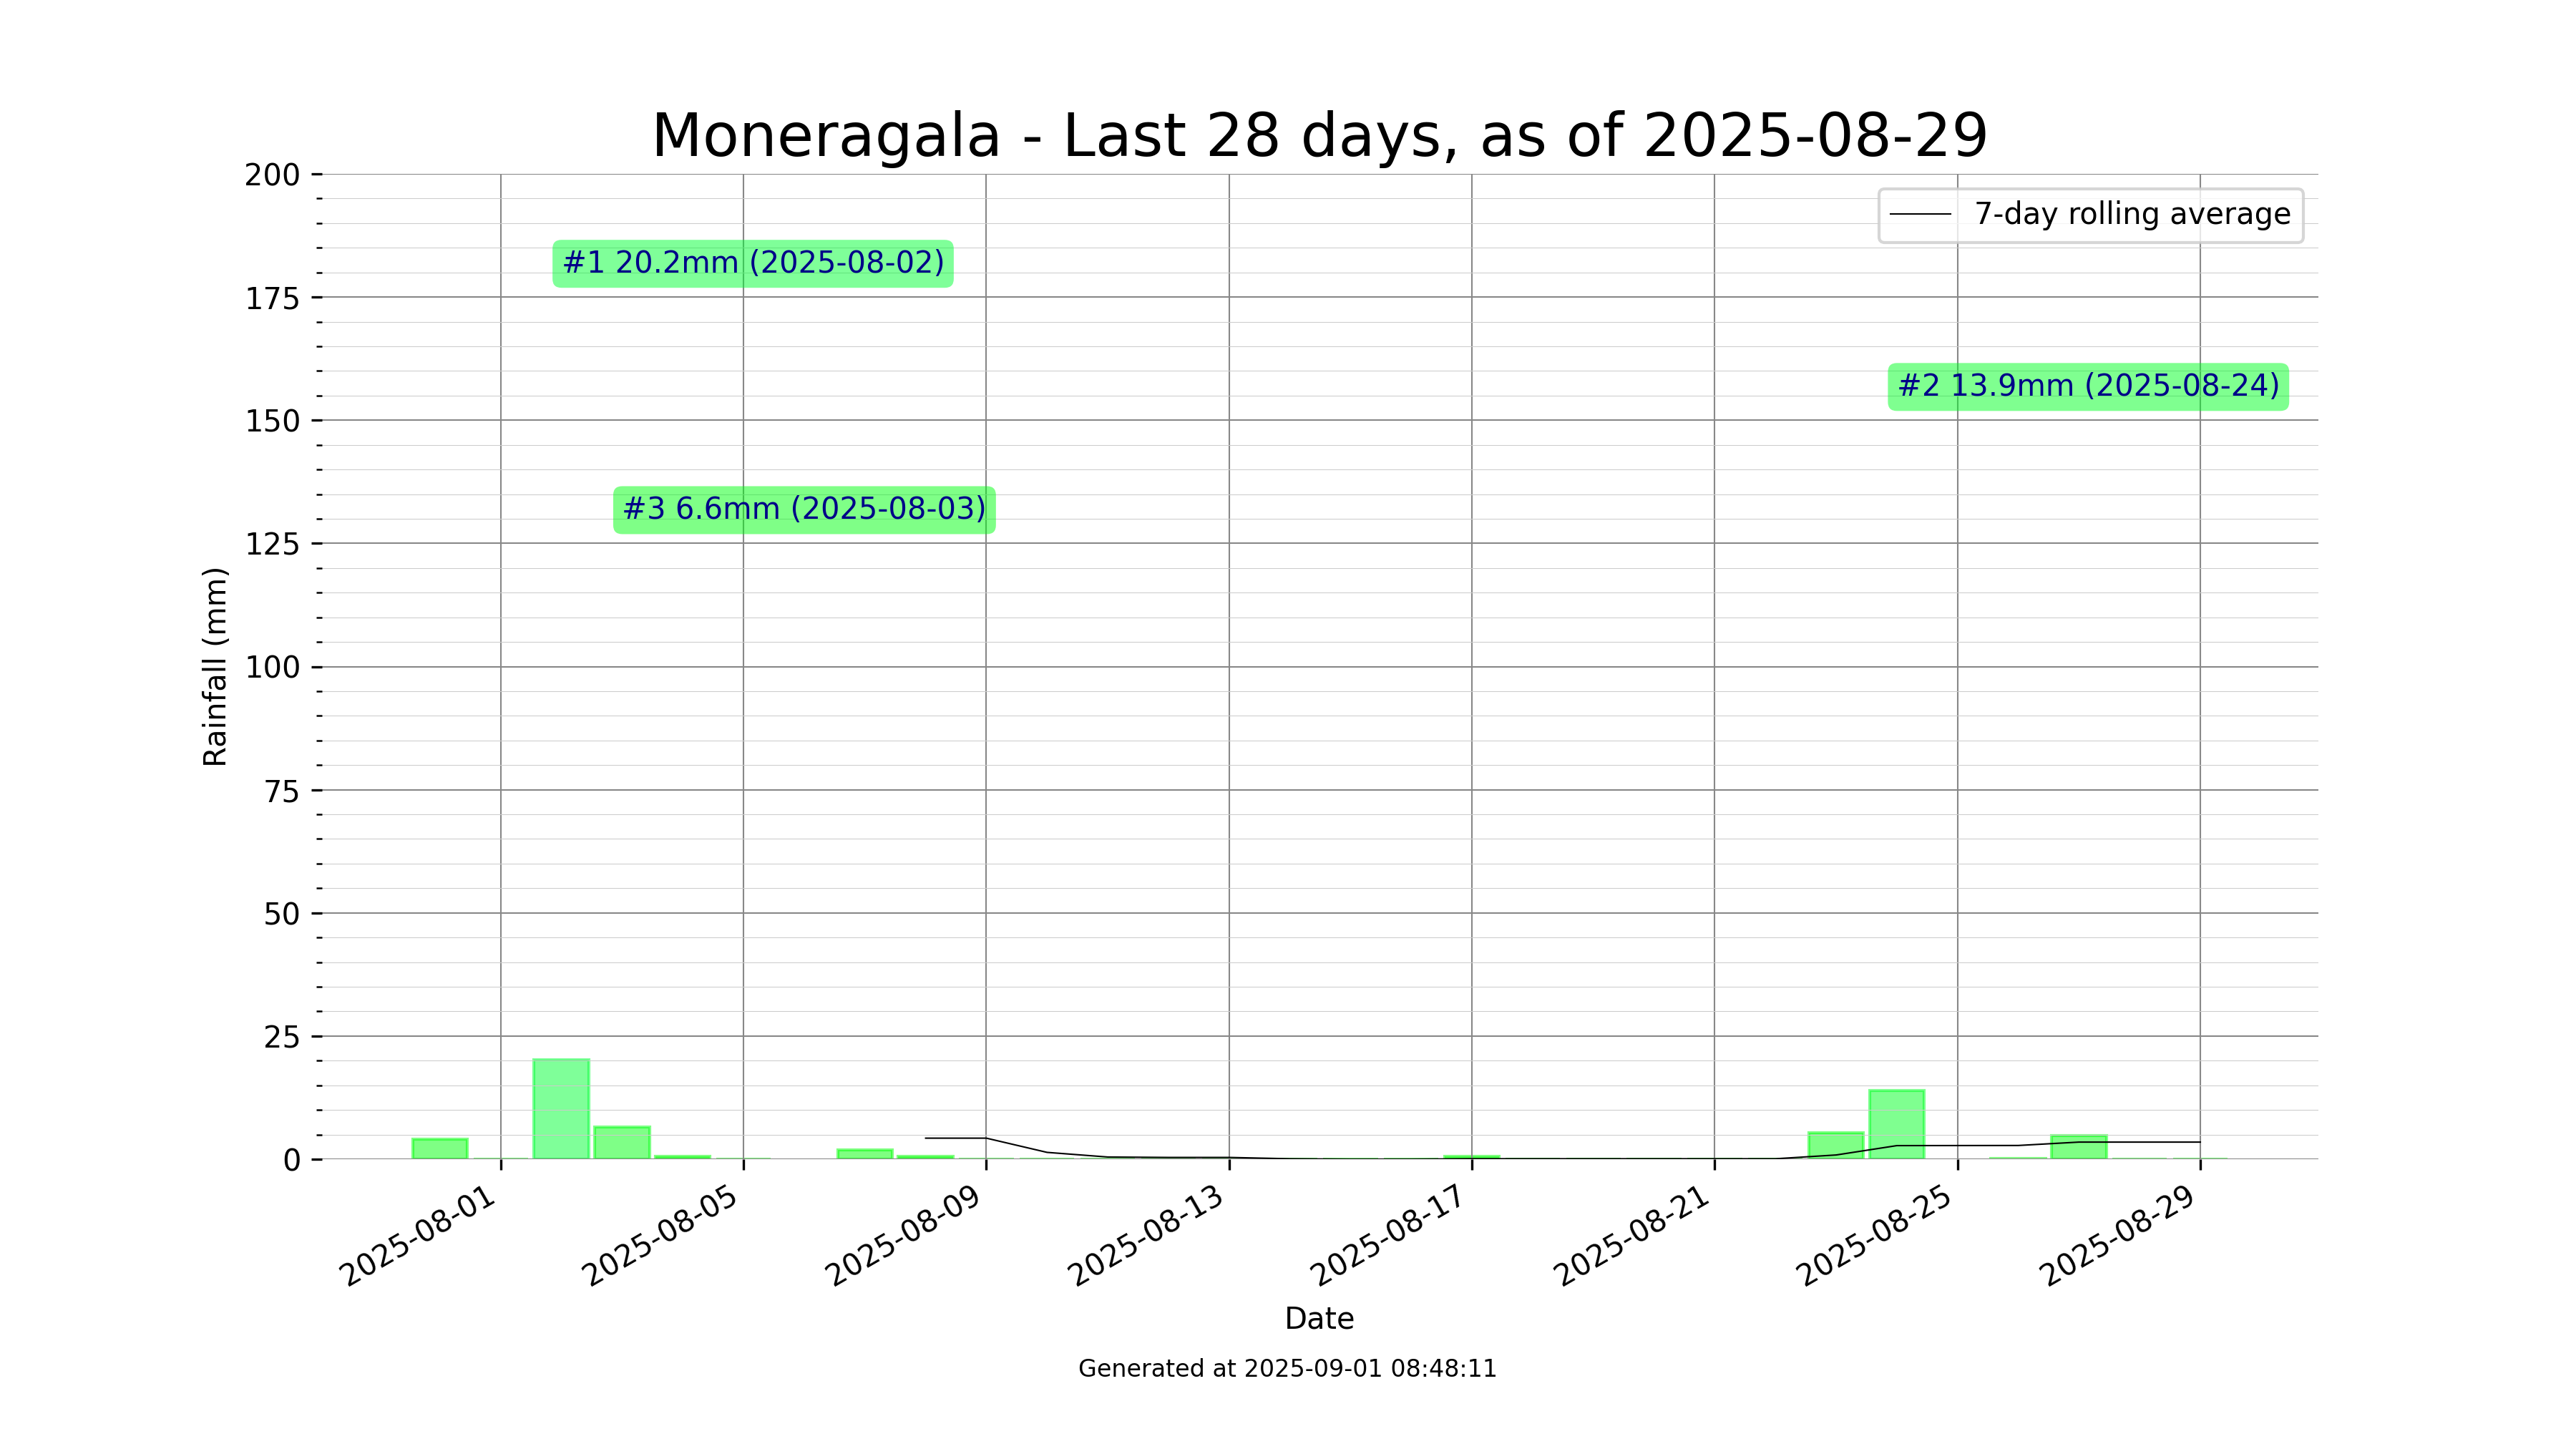 Moneragala - Last 28 days, as of 2025-08-29
7-day rolling average
#1 20.2mm (2025-08-02)
#2 13.9mm (2025-08-24)
#3 6.6mm (2025-08-03)
Rainfall (mm)
200
175
150
125
100
75
50
25
0
2025-08-01
2025-08-05
2025-08-09
2025-08-13
2025-08-17
2025-08-21
2025-08-25
2025-08-29
Date
Generated at 2025-09-01 08:48:11